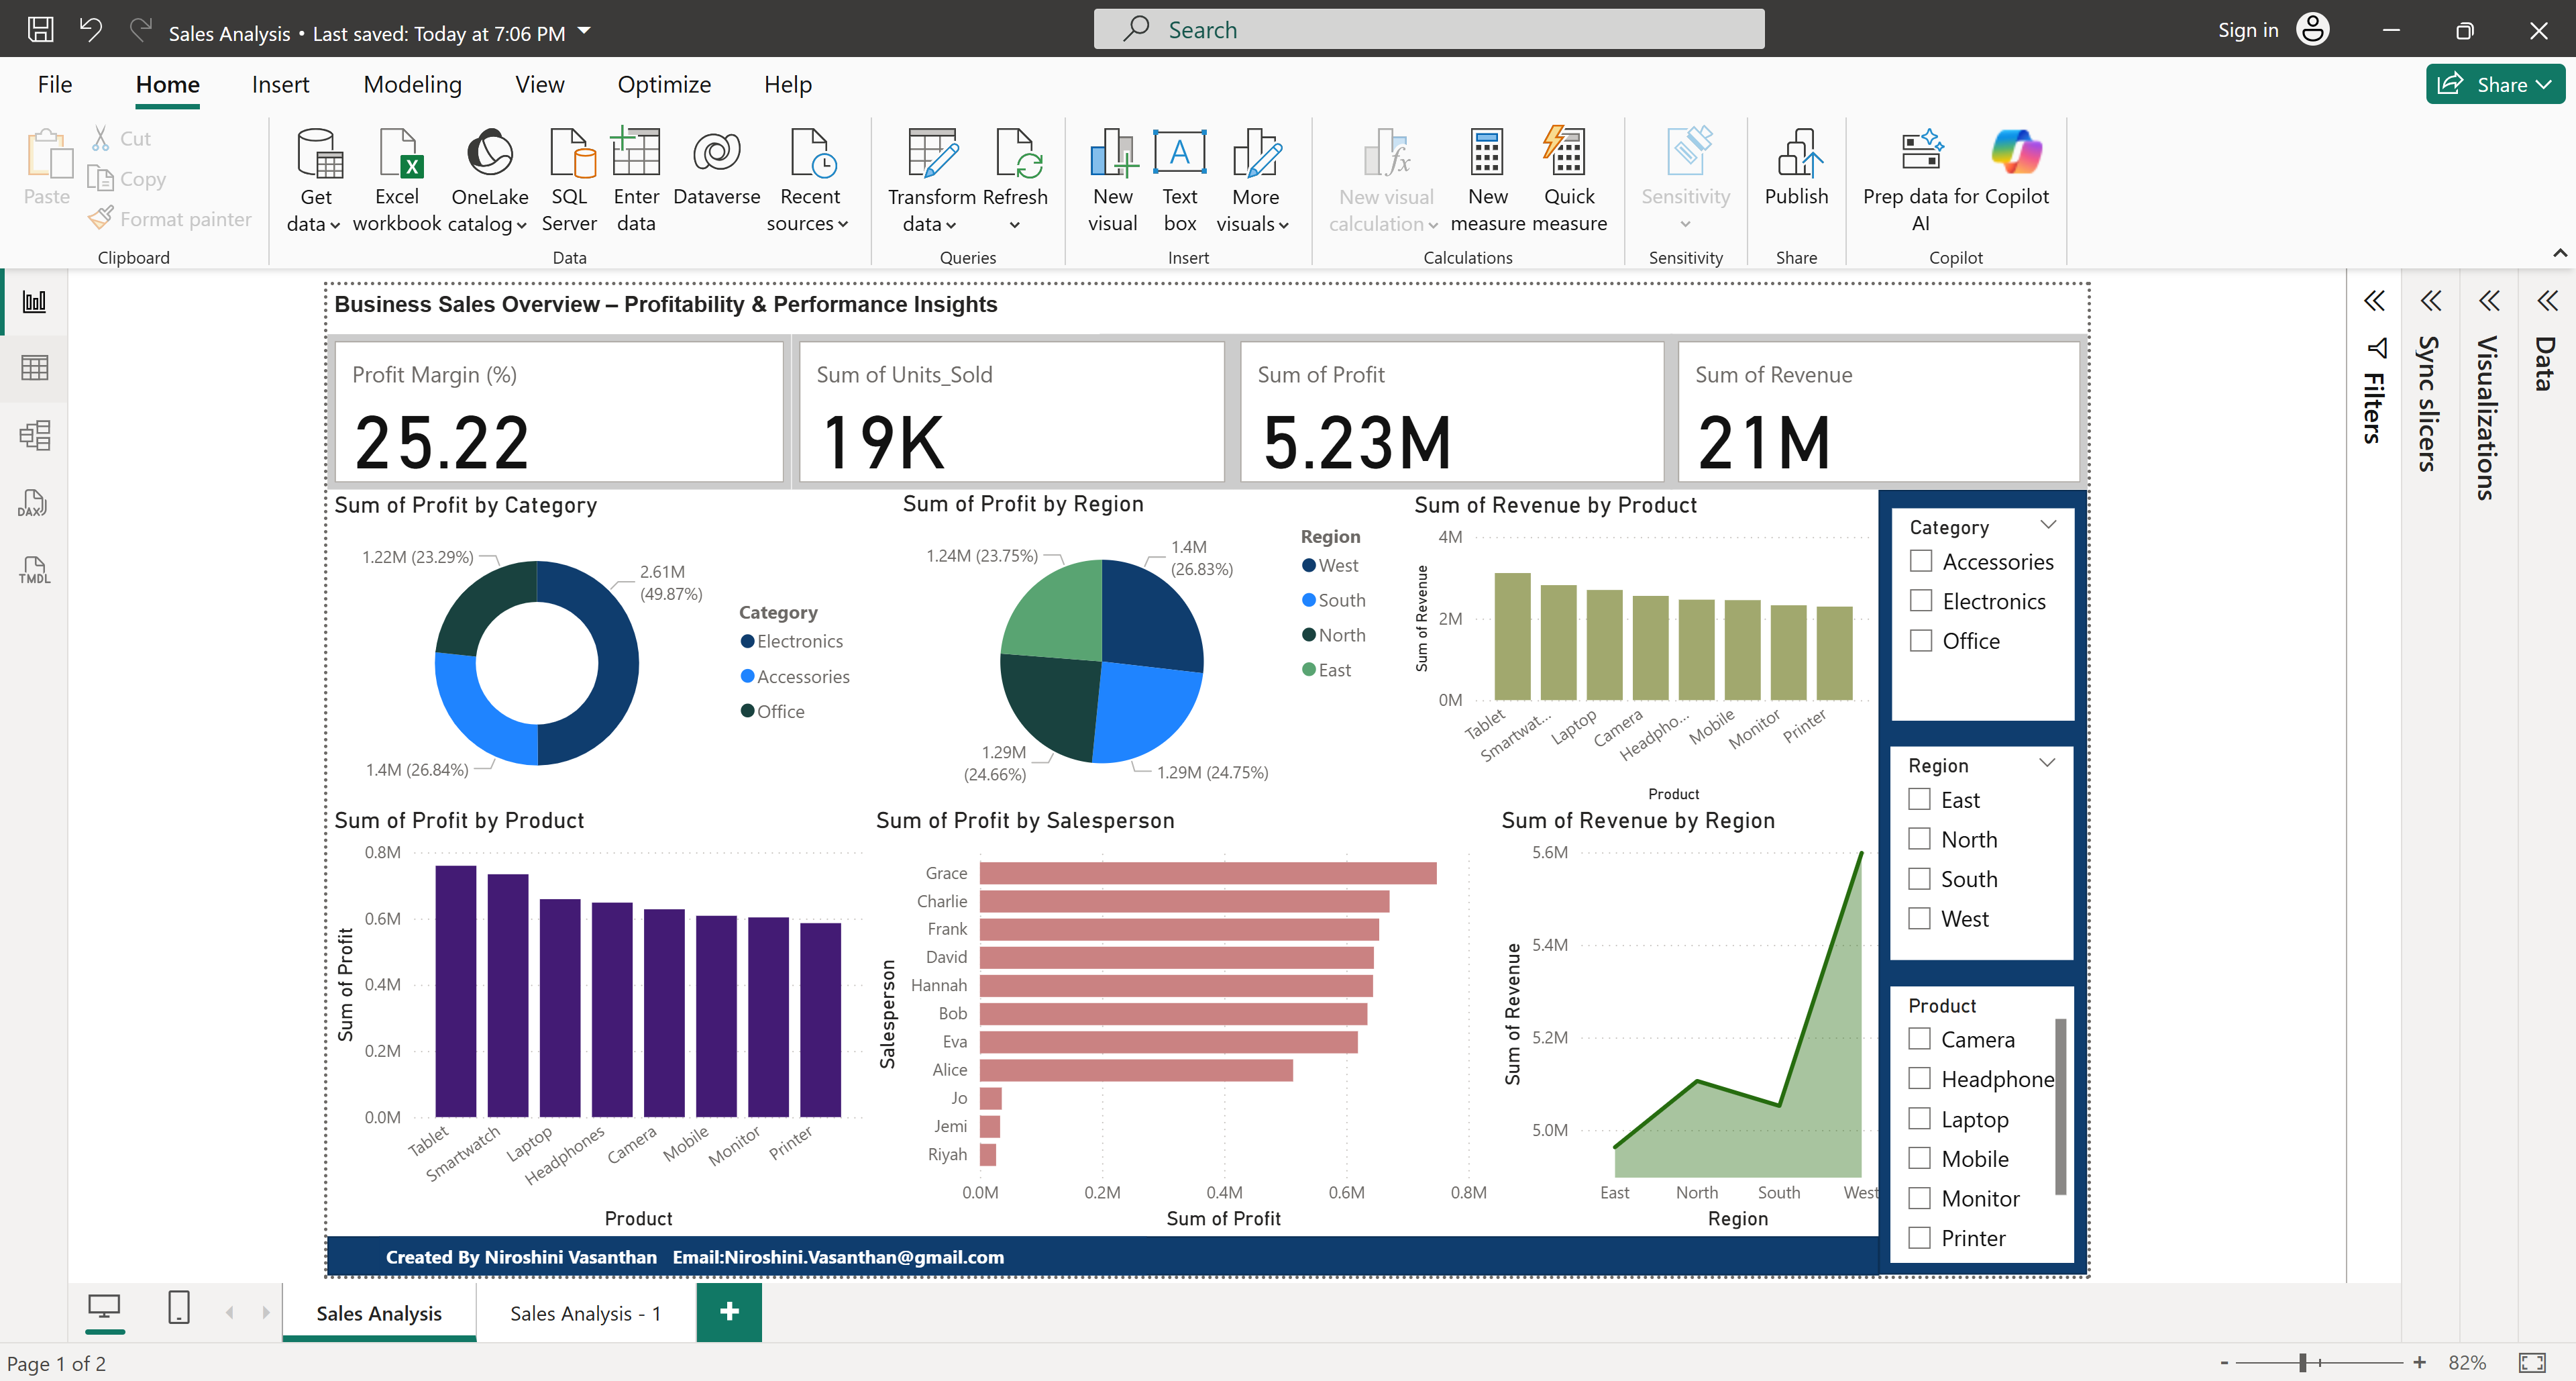 Sales Analysis • Last saved: Today at 7:06 PM
Search
Sign in
File Home Insert Modeling View Optimize Help
Share
Paste
Cut
Copy
Format painter
Clipboard
Get data
Excel workbook
OneLake catalog
SQL Server
Enter data
Dataverse
Recent sources
Data
Transform data
Refresh
Queries
New visual
Text box
More visuals
Insert
New visual calculation
New measure
Quick measure
Calculations
Sensitivity
Sensitivity
Publish
Share
Prep data for AI
Copilot
Copilot
DAX
TMDL
Business Sales Overview – Profitability & Performance Insights
Profit Margin (%)
25.22
Sum of Units_Sold
19K
Sum of Profit
5.23M
Sum of Revenue
21M
Sum of Profit by Category
1.22M (23.29%)
2.61M
(49.87%)
1.4M (26.84%)
Category
Electronics
Accessories
Office
Sum of Profit by Region
1.24M (23.75%)
1.4M
(26.83%)
1.29M
(24.66%)
1.29M (24.75%)
Region
West
South
North
East
Sum of Revenue by Product
Sum of Revenue
4M
2M
0M
Tablet
Smartwat...
Laptop
Camera
Headpho...
Mobile
Monitor
Printer
Product
Sum of Profit by Product
Sum of Profit
0.8M
0.6M
0.4M
0.2M
0.0M
Tablet
Smartwatch
Laptop
Headphones
Camera
Mobile
Monitor
Printer
Product
Sum of Profit by Salesperson
Salesperson
Grace
Charlie
Frank
David
Hannah
Bob
Eva
Alice
Jo
Jemi
Riyah
0.0M 0.2M 0.4M 0.6M 0.8M
Sum of Profit
Sum of Revenue by Region
Sum of Revenue
5.6M
5.4M
5.2M
5.0M
East North South West
Region
Category
Accessories
Electronics
Office
Region
East
North
South
West
Product
Camera
Headphone
Laptop
Mobile
Monitor
Printer
Created By Niroshini Vasanthan Email:Niroshini.Vasanthan@gmail.com
Filters
Sync slicers
Visualizations
Data
Sales Analysis
Sales Analysis - 1
Page 1 of 2
82%